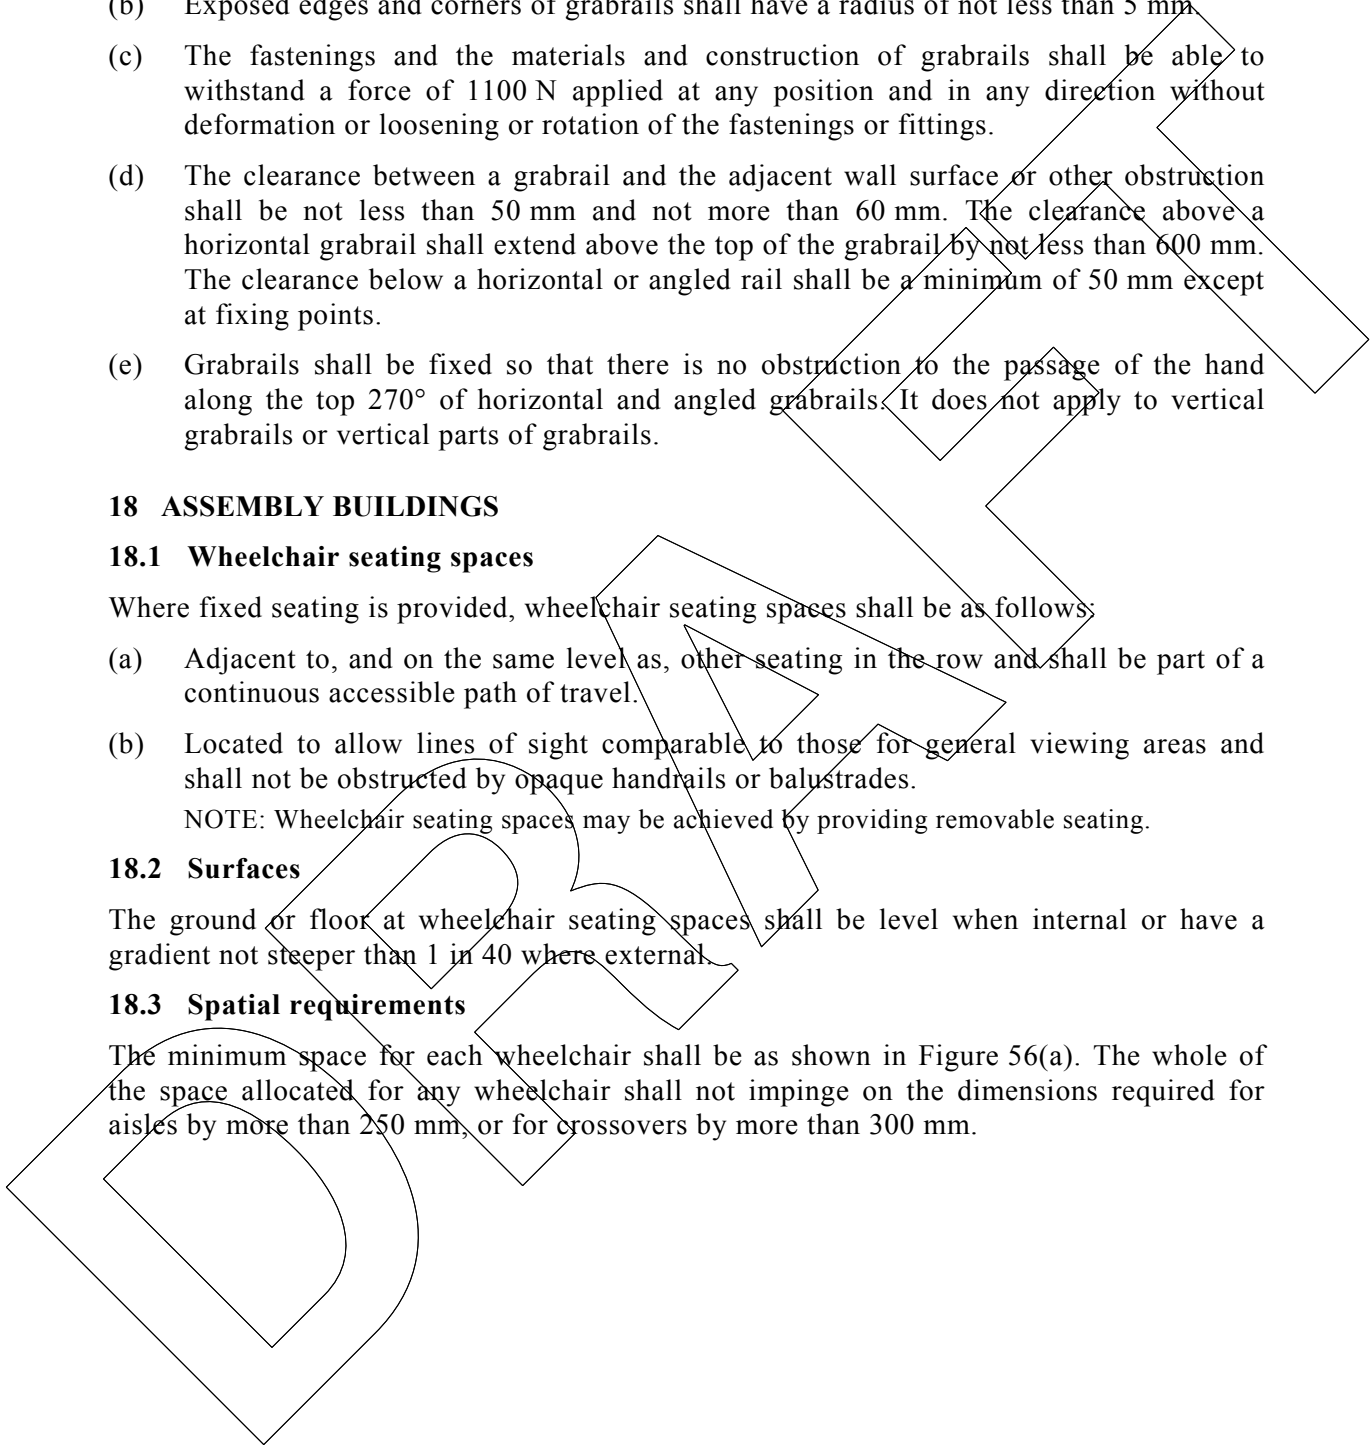 (b) Exposed edges and corners of grabrails shall have a radius of not less than 5 mm.
(c) The fastenings and the materials and construction of grabrails shall be able to
withstand a force of 1100 N applied at any position and in any direction without
deformation or loosening or rotation of the fastenings or fittings.
(d) The clearance between a grabrail and the adjacent wall surface or other obstruction
shall be not less than 50 mm and not more than 60 mm. The clearance above a
horizontal grabrail shall extend above the top of the grabrail by not less than 600 mm.
The clearance below a horizontal or angled rail shall be a minimum of 50 mm except
at fixing points.
(e) Grabrails shall be fixed so that there is no obstruction to the passage of the hand
along the top 270° of horizontal and angled grabrails. It does not apply to vertical
grabrails or vertical parts of grabrails.
18 ASSEMBLY BUILDINGS
18.1 Wheelchair seating spaces
Where fixed seating is provided, wheelchair seating spaces shall be as follows:
(a) Adjacent to, and on the same level as, other seating in the row and shall be part of a
continuous accessible path of travel.
(b) Located to allow lines of sight comparable to those for general viewing areas and
shall not be obstructed by opaque handrails or balustrades.
NOTE: Wheelchair seating spaces may be achieved by providing removable seating.
18.2 Surfaces
The ground or floor at wheelchair seating spaces shall be level when internal or have a
gradient not steeper than 1 in 40 where external.
18.3 Spatial requirements
The minimum space for each wheelchair shall be as shown in Figure 56(a). The whole of
the space allocated for any wheelchair shall not impinge on the dimensions required for
aisles by more than 250 mm, or for crossovers by more than 300 mm.
DRAFT